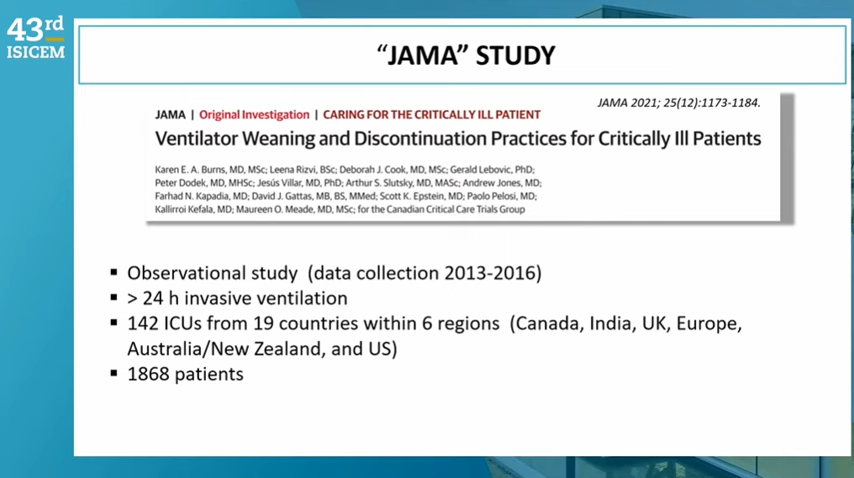 43rd
ISICEM
“JAMA” STUDY
JAMA 2021; 25(12):1173-1184.
JAMA | Original Investigation | CARING FOR THE CRITICALLY ILL PATIENT
Ventilator Weaning and Discontinuation Practices for Critically Ill Patients
Karen E. A. Burns, MD, MSc; Leena Rizvi, BSc; Deborah J. Cook, MD, MSc; Gerald Lebovic, PhD;
Peter Dodek, MD, MHSc; Jesús Villar, MD, PhD; Arthur S. Slutsky, MD, MASc; Andrew Jones, MD;
Farhad N. Kapadia, MD; David J. Gattas, MB, BS, MMed; Scott K. Epstein, MD; Paolo Pelosi, MD;
Kallirroi Kefala, MD; Maureen O. Meade, MD, MSc; for the Canadian Critical Care Trials Group
▪ Observational study (data collection 2013-2016)
▪ > 24 h invasive ventilation
▪ 142 ICUs from 19 countries within 6 regions (Canada, India, UK, Europe,
Australia/New Zealand, and US)
▪ 1868 patients